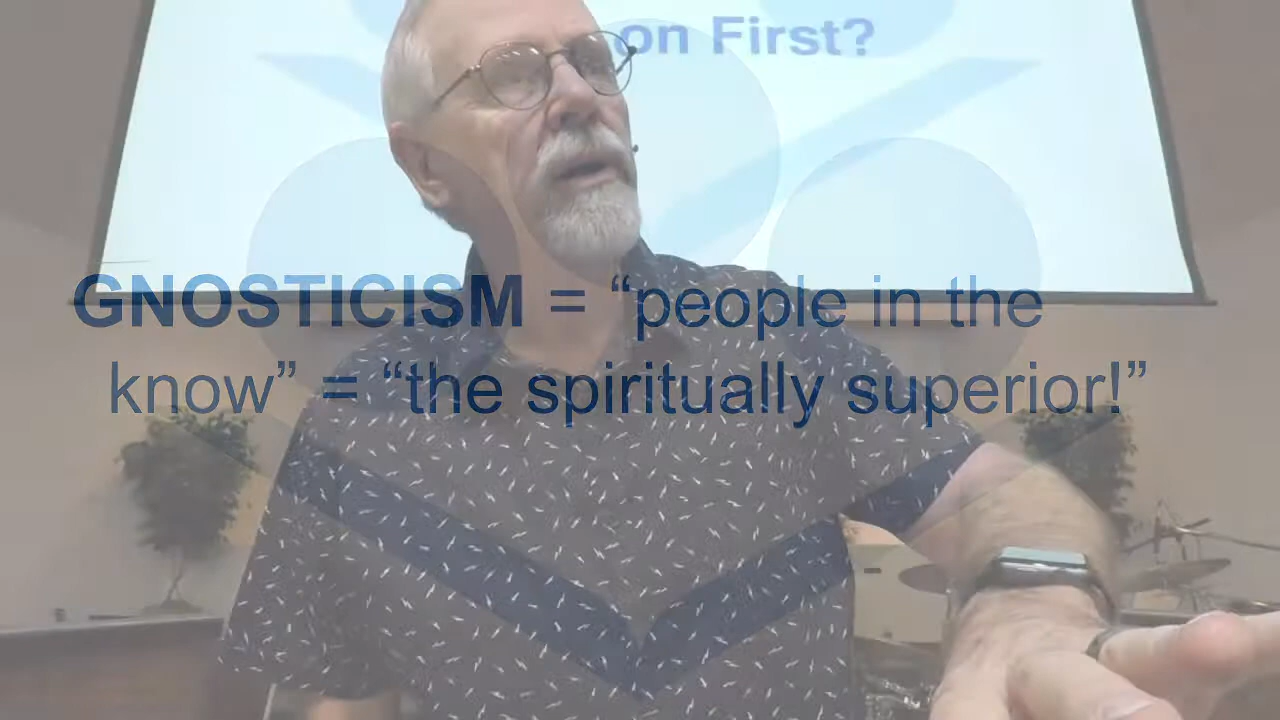 on First?
GNOSTICISM = “people in the
know” = “the spiritually superior!”